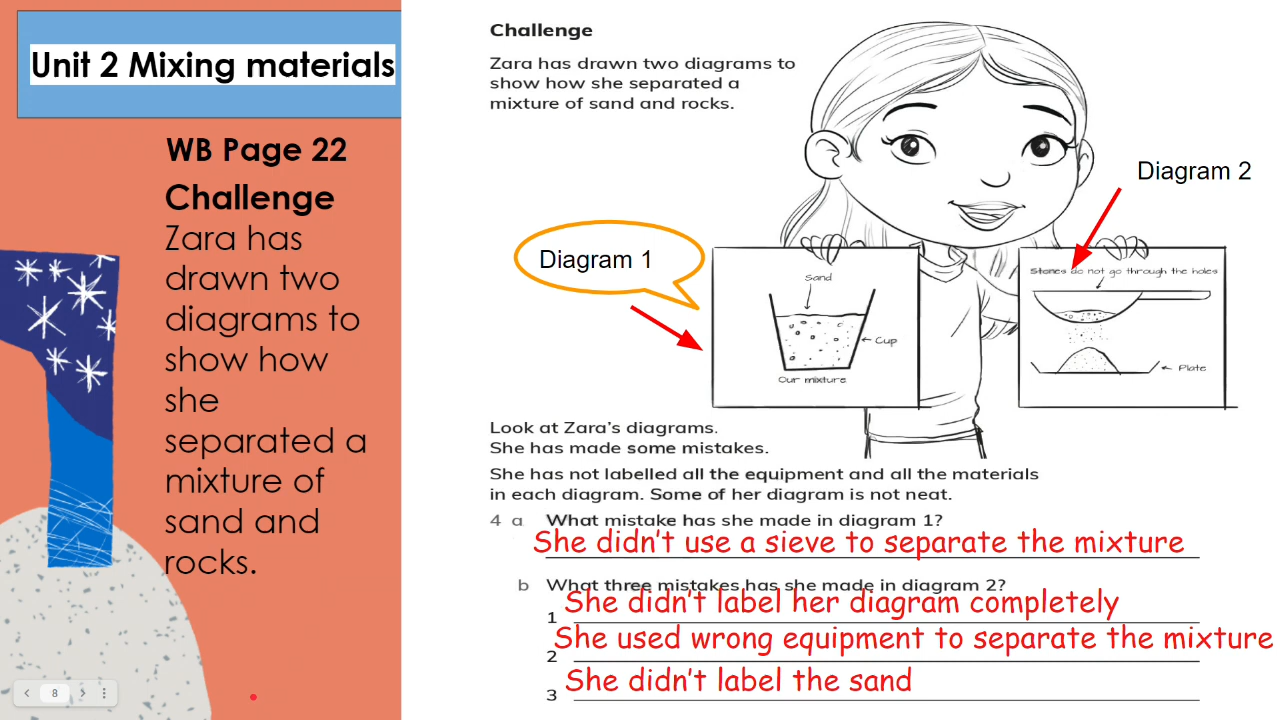 Unit 2 Mixing materials
WB Page 22
Challenge
Zara has
drawn two
diagrams to
show how
she
separated a
mixture of
sand and
rocks.
8
Challenge
Zara has drawn two diagrams to
show how she separated a
mixture of sand and rocks.
Diagram 1
Diagram 2
Sand
Cup
Our mixture
Stones do not go through the holes
Plate
Look at Zara's diagrams.
She has made some mistakes.
She has not labelled all the equipment and all the materials
in each diagram. Some of her diagram is not neat.
4 a What mistake has she made in diagram 1?
She didn't use a sieve to separate the mixture
b What three mistakes has she made in diagram 2?
1 She didn't label her diagram completely
2 She used wrong equipment to separate the mixture
3 She didn't label the sand